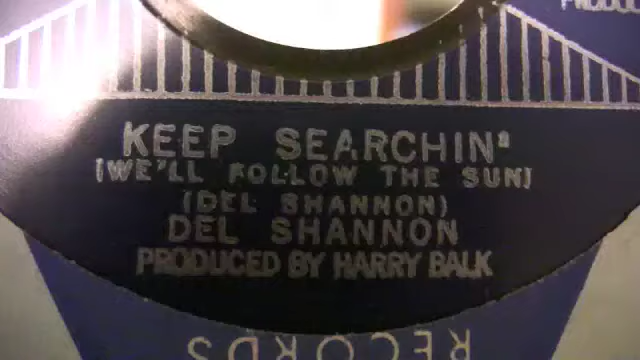 KEEP SEARCHIN'
(WE'LL FOLLOW THE SUN)
(DEL SHANNON)
DEL SHANNON
PRODUCED BY HARRY BALK
RECORDS